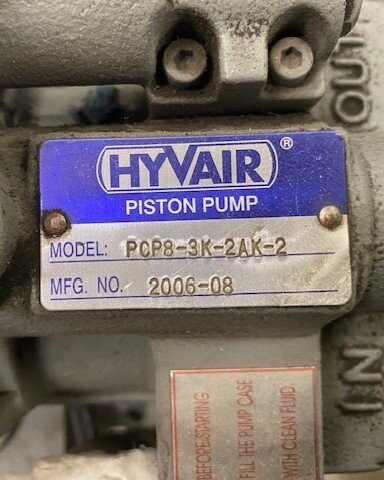 OUT
HYVAIR ®
PISTON PUMP
MODEL: PCP8-3K-2AK-2
MFG. NO. 2006-08
IN
BEFORE STARTING
FILL THE PUMP CASE
WITH CLEAN FLUID